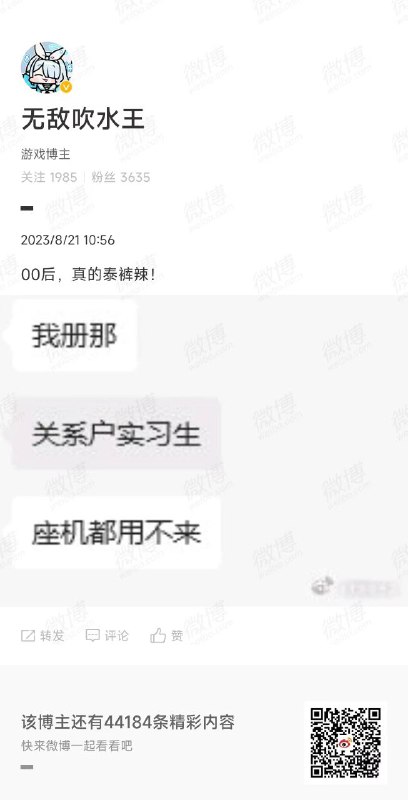 无敌吹水王
游戏博主
关注 1985 | 粉丝 3635
2023/8/21 10:56
00后，真的泰裤辣！
我册那
关系户实习生
座机都用不来
转发 评论 赞
该博主还有44184条精彩内容
快来微博一起看看吧